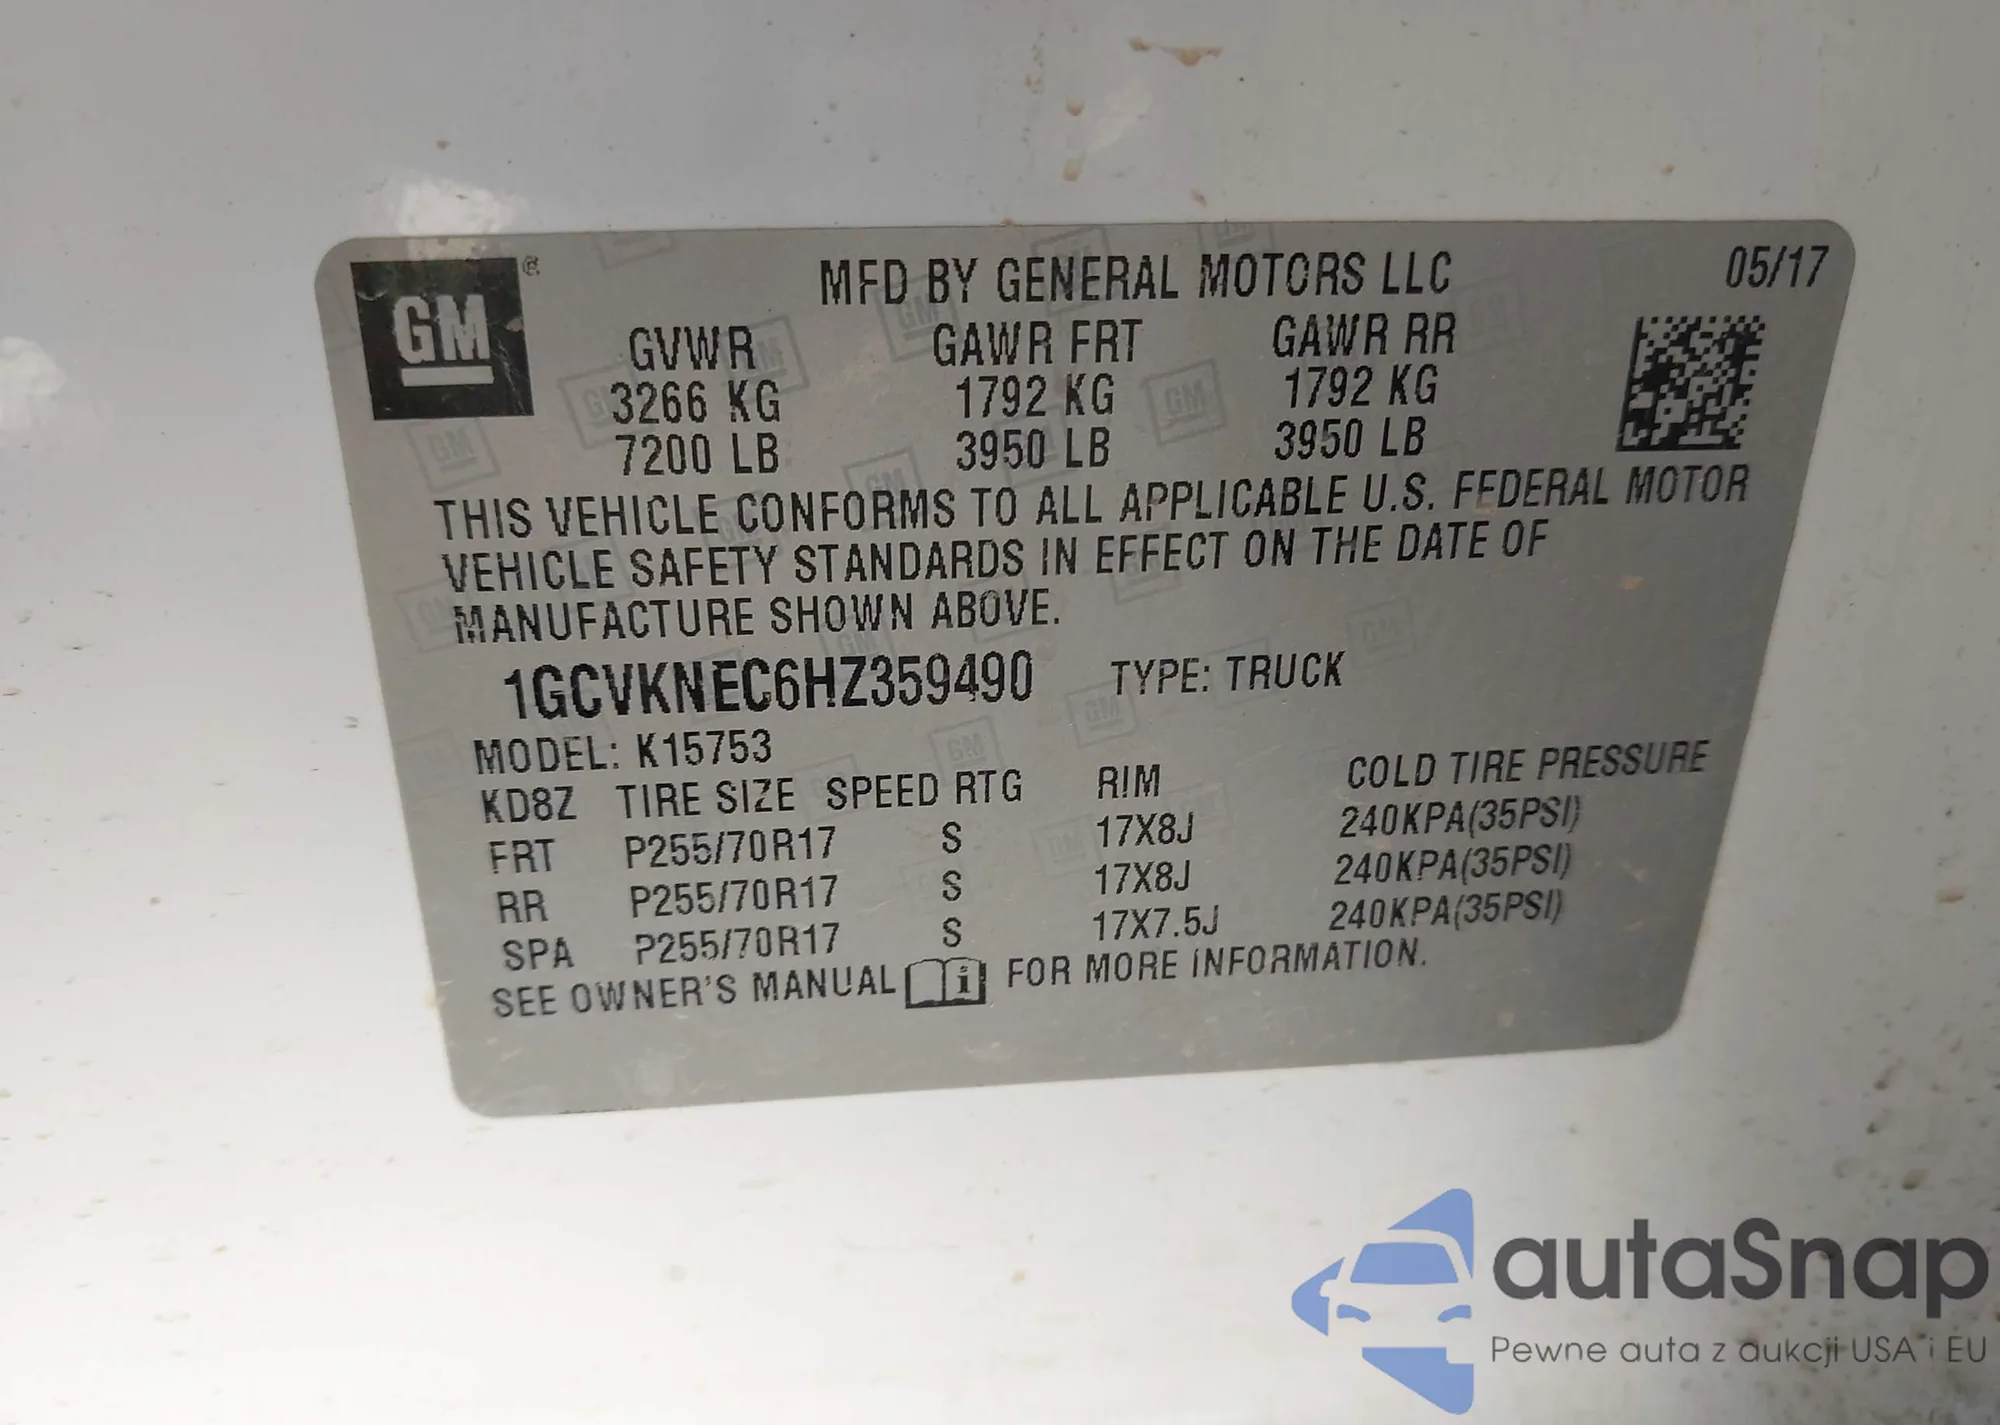 GM
MFD BY GENERAL MOTORS LLC 05/17
GVWR GAWR FRT GAWR RR
3266 KG 1792 KG 1792 KG
7200 LB 3950 LB 3950 LB
THIS VEHICLE CONFORMS TO ALL APPLICABLE U.S. FEDERAL MOTOR
VEHICLE SAFETY STANDARDS IN EFFECT ON THE DATE OF
MANUFACTURE SHOWN ABOVE.
1GCVKNEC6HZ359490 TYPE: TRUCK
MODEL: K15753
KD8Z TIRE SIZE SPEED RTG RIM COLD TIRE PRESSURE
FRT P255/70R17 S 17X8J 240KPA(35PSI)
RR P255/70R17 S 17X8J 240KPA(35PSI)
SPA P255/70R17 S 17X7.5J 240KPA(35PSI)
SEE OWNER'S MANUAL i FOR MORE INFORMATION.
autaSnap
Pewne auta z aukcji USA i EU